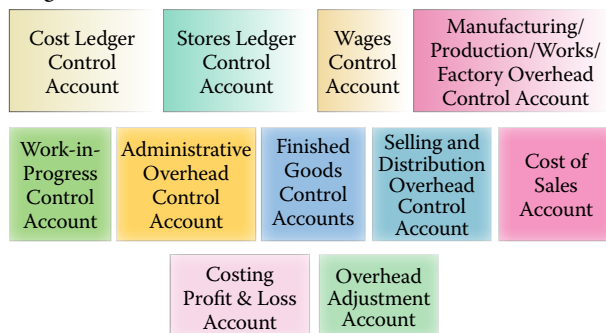 Cost Ledger
Control
Account
Stores Ledger
Control
Account
Wages
Control
Account
Manufacturing/
Production/Works/
Factory Overhead
Control Account
Work-in-
Progress
Control
Account
Administrative
Overhead
Control
Account
Finished
Goods
Control
Accounts
Selling and
Distribution
Overhead
Control
Account
Cost of
Sales
Account
Costing
Profit & Loss
Account
Overhead
Adjustment
Account